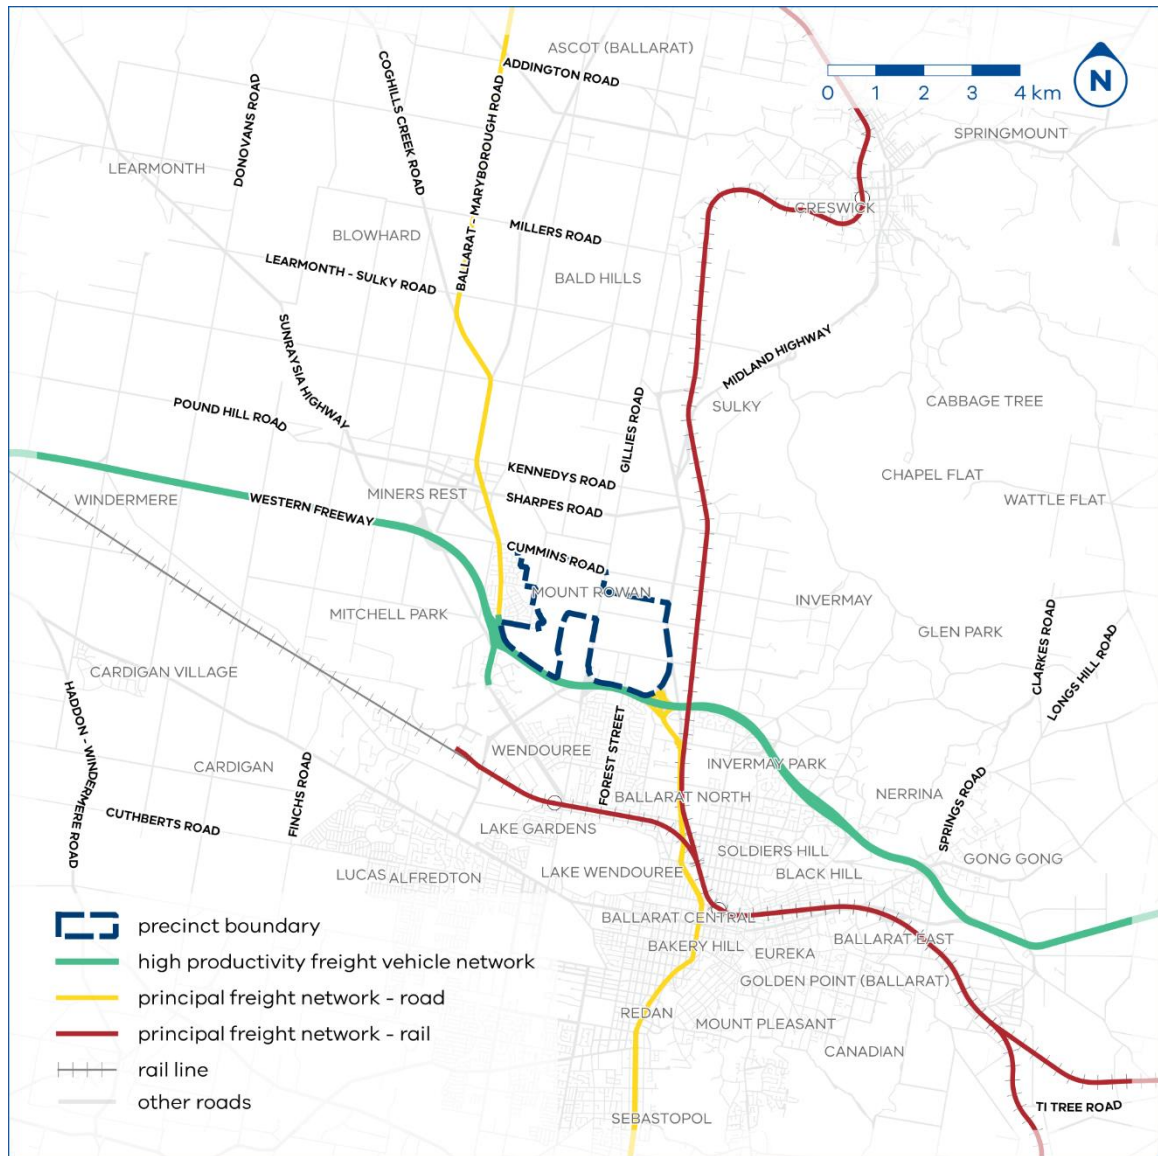 ASCOT (BALLARAT)
ADDINGTON ROAD
COGHILLS CREEK ROAD
DONOVANS ROAD
BALLARAT - MARYBOROUGH ROAD
0 1 2 3 4 km
N
SPRINGMOUNT
LEARMONTH
CRESWICK
BLOWHARD
MILLERS ROAD
LEARMONTH - SULKY ROAD
BALD HILLS
SUNRAYSIA HIGHWAY
MIDLAND HIGHWAY
POUND HILL ROAD
GILLIES ROAD
SULKY
CABBAGE TREE
KENNEDYS ROAD
CHAPEL FLAT
WINDERMERE
MINERS REST
SHARPES ROAD
WATTLE FLAT
WESTERN FREEWAY
CUMMINS ROAD
MOUNT ROWAN
INVERMAY
MITCHELL PARK
GLEN PARK
CLARKES ROAD
LONGS HILL ROAD
CARDIGAN VILLAGE
HADDON - WINDERMERE ROAD
FOREST STREET
WENDOUREE
INVERMAY PARK
CARDIGAN
FINCHS ROAD
BALLARAT NORTH
NERRINA
SPRINGS ROAD
CUTHBERTS ROAD
LAKE GARDENS
SOLDIERS HILL
GONG GONG
LUCAS
ALFREDTON
LAKE WENDOUREE
BLACK HILL
BALLARAT CENTRAL
BALLARAT EAST
BAKERY HILL
EUREKA
GOLDEN POINT (BALLARAT)
REDAN
MOUNT PLEASANT
CANADIAN
SEBASTOPOL
TI TREE ROAD
precinct boundary
high productivity freight vehicle network
principal freight network - road
principal freight network - rail
rail line
other roads